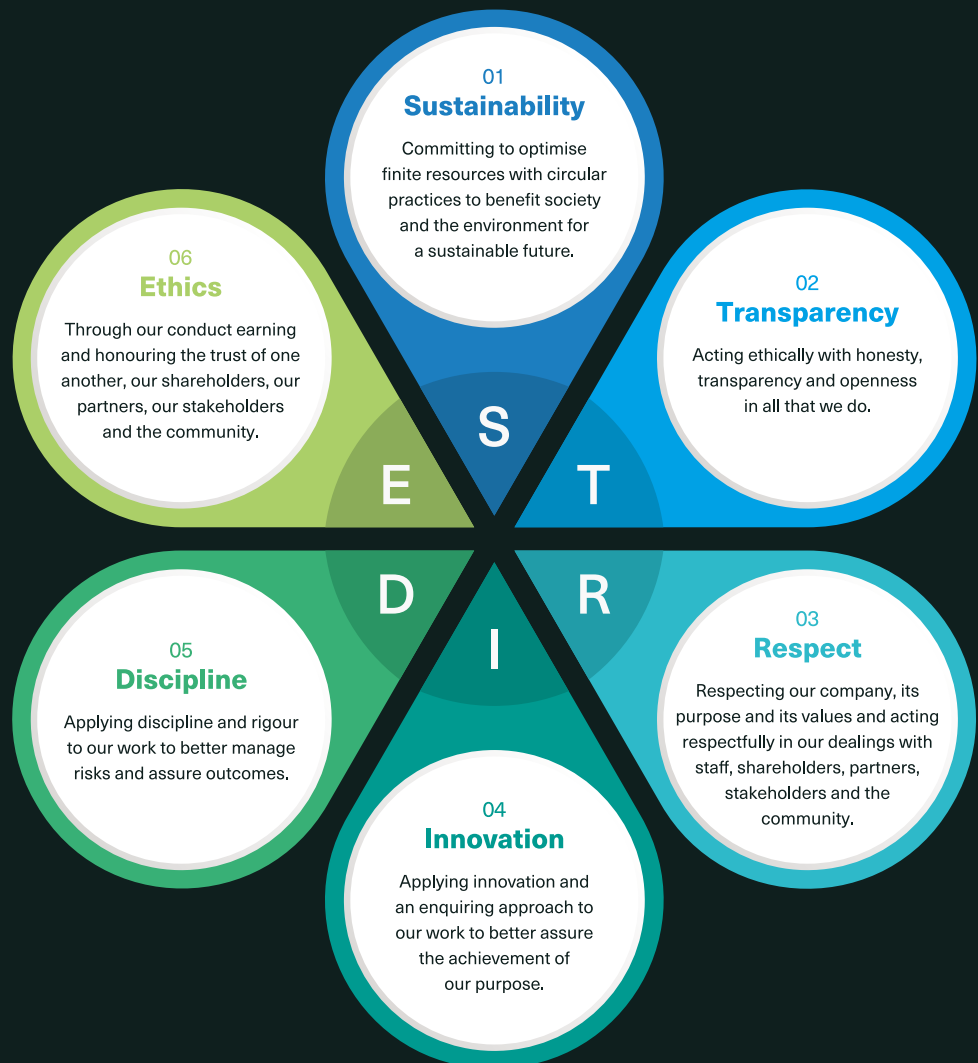 01
Sustainability
Committing to optimise
finite resources with circular
practices to benefit society
and the environment for
a sustainable future.
02
Transparency
Acting ethically with honesty,
transparency and openness
in all that we do.
03
Respect
Respecting our company, its
purpose and its values and acting
respectfully in our dealings with
staff, shareholders, partners,
stakeholders and the
community.
04
Innovation
Applying innovation and
an enquiring approach to
our work to better assure
the achievement of
our purpose.
05
Discipline
Applying discipline and rigour
to our work to better manage
risks and assure outcomes.
06
Ethics
Through our conduct earning
and honouring the trust of one
another, our shareholders, our
partners, our stakeholders
and the community.
S
T
R
I
D
E